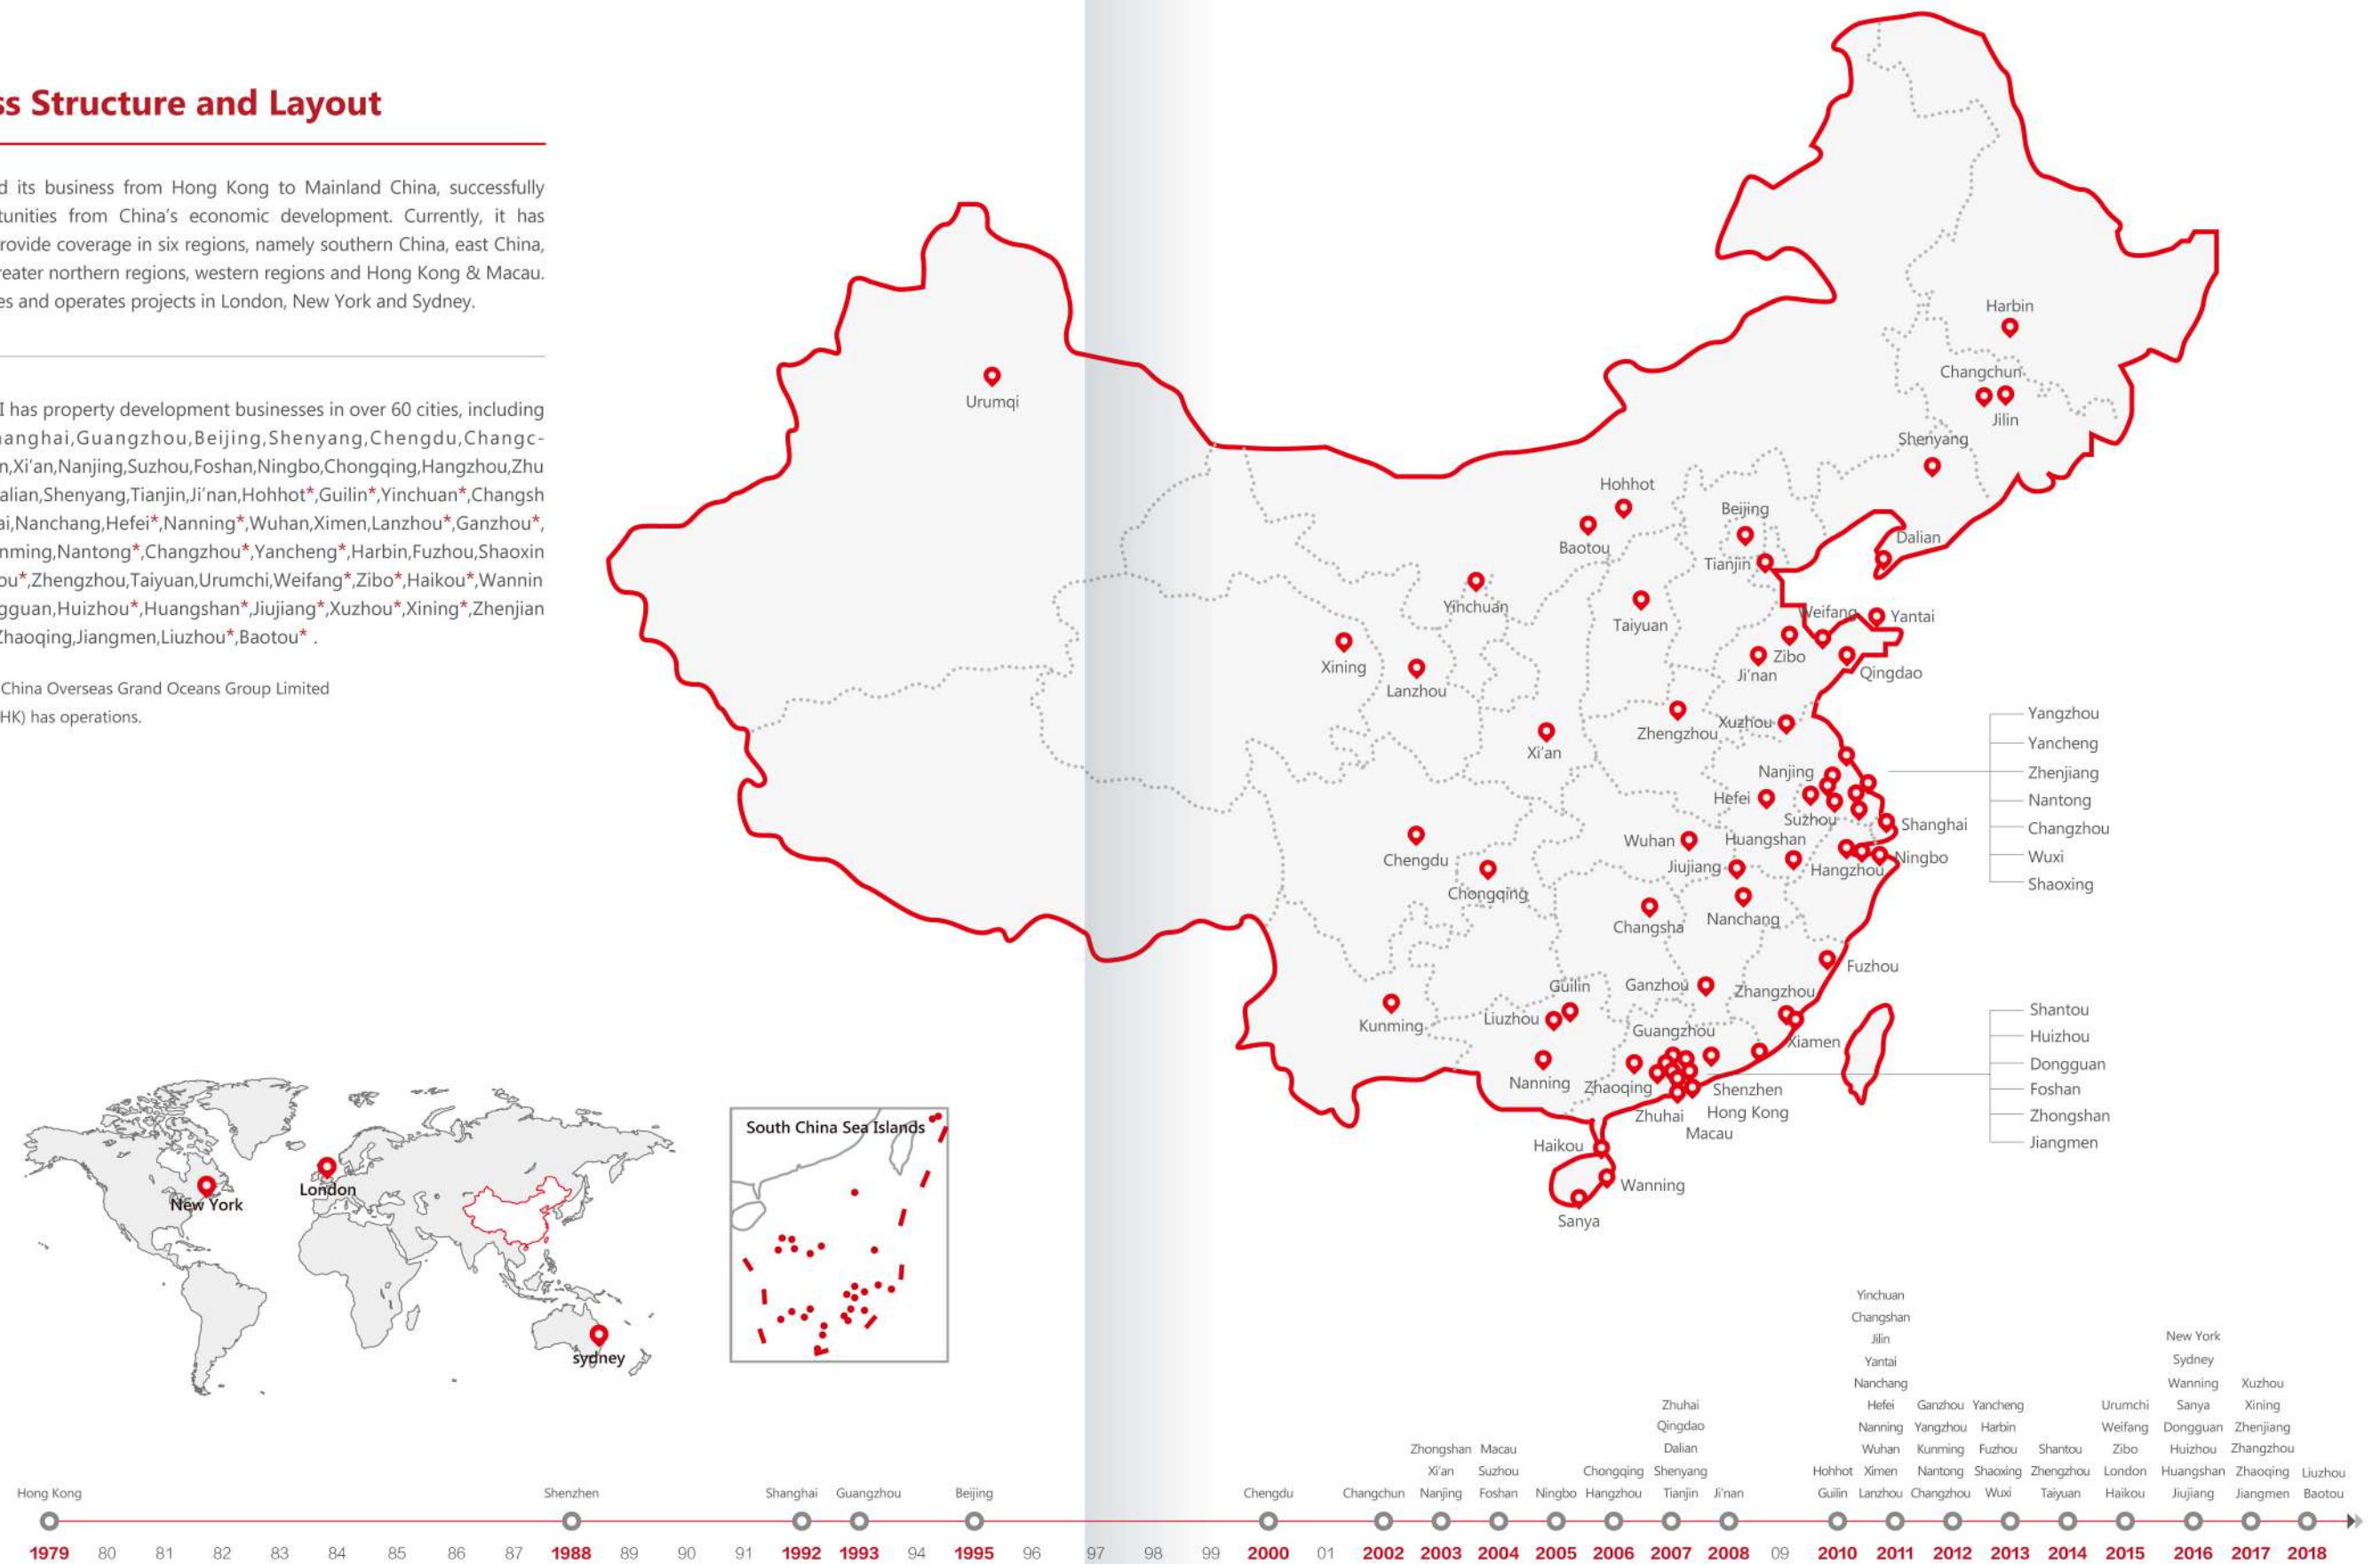 ss Structure and Layout
d its business from Hong Kong to Mainland China, successfully
tunities from China's economic development. Currently, it has
rovide coverage in six regions, namely southern China, east China,
reater northern regions, western regions and Hong Kong & Macau.
es and operates projects in London, New York and Sydney.
I has property development businesses in over 60 cities, including
anghai,Guangzhou,Beijing,Shenyang,Chengdu,Changc-
n,Xi'an,Nanjing,Suzhou,Foshan,Ningbo,Chongqing,Hangzhou,Zhu
alian,Shenyang,Tianjin,Ji'nan,Hohhot*,Guilin*,Yinchuan*,Changsh
ai,Nanchang,Hefei*,Nanning*,Wuhan,Ximen,Lanzhou*,Ganzhou*,
nming,Nantong*,Changzhou*,Yancheng*,Harbin,Fuzhou,Shaoxin
ou*,Zhengzhou,Taiyuan,Urumchi,Weifang*,Zibo*,Haikou*,Wannin
gguan,Huizhou*,Huangshan*,Jiujiang*,Xuzhou*,Xining*,Zhenjian
Zhaoqing,Jiangmen,Liuzhou*,Baotou* .
China Overseas Grand Oceans Group Limited
HK) has operations.
Harbin
Changchun
Jilin
Urumqi
Shenyang
Hohhot
Beijing
Baotou
Dalian
Tianjin
Yinchuan
Weifang
Yantai
Taiyuan
Xining
Zibo
Lanzhou
Ji'nan
Qingdao
Zhengzhou
Xuzhou
Xi'an
Nanjing
Hefei
Suzhou
Shanghai
Yangzhou
Yancheng
Zhenjiang
Nantong
Changzhou
Wuxi
Shaoxing
Wuhan
Huangshan
Chengdu
Jiujiang
Hangzhou
Ningbo
Chongqing
Changsha
Nanchang
Fuzhou
Guilin
Ganzhou
Zhangzhou
Kunming
Liuzhou
Guangzhou
Xiamen
Nanning
Zhaoqing
Shenzhen
Zhuhai
Hong Kong
Macau
Shantou
Huizhou
Dongguan
Foshan
Zhongshan
Jiangmen
Haikou
Wanning
Sanya
New York
London
sydney
South China Sea Islands
Hong Kong
1979 80 81 82 83 84 85 86 87
Shenzhen
1988 89 90 91
Shanghai
1992
Guangzhou
1993 94
Beijing
1995 96 97 98 99
Chengdu
2000 01
Changchun
2002
Zhongshan
Xi'an
Nanjing
2003
Macau
Suzhou
Foshan
2004
Ningbo
2005
Chongqing
Hangzhou
2006
Zhuhai
Qingdao
Dalian
Shenyang
Tianjin
2007
Ji'nan
2008 09
Hohhot
Guilin
2010
Yinchuan
Changshan
Jilin
Yantai
Nanchang
Hefei
Nanning
Wuhan
Ximen
Lanzhou
2011
Ganzhou
Yangzhou
Kunming
Nantong
Changzhou
2012
Yancheng
Harbin
Fuzhou
Shaoxing
Wuxi
2013
Shantou
Zhengzhou
Taiyuan
2014
Urumchi
Weifang
Zibo
London
Haikou
2015
New York
Sydney
Wanning
Sanya
Dongguan
Huizhou
Huangshan
Jiujiang
2016
Xuzhou
Xining
Zhenjiang
Zhangzhou
Zhaoqing
Jiangmen
2017
Liuzhou
Baotou
2018